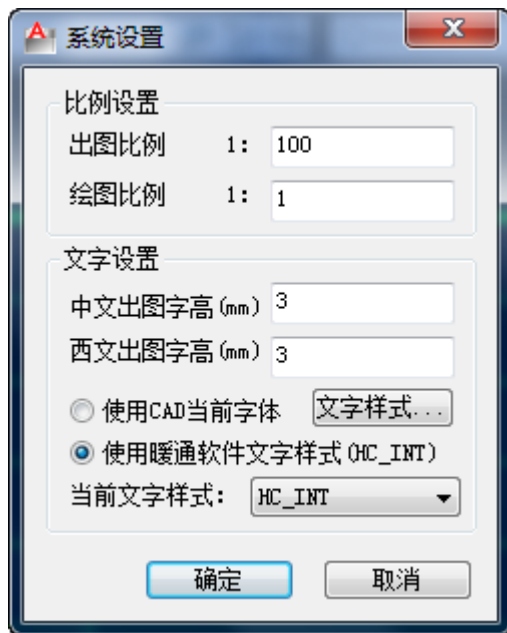 系统设置
比例设置
出图比例 1: 100
绘图比例 1: 1
文字设置
中文出图字高(mm) 3
西文出图字高(mm) 3
使用CAD当前字体 文字样式...
使用暖通软件文字样式(HC_INT)
当前文字样式: HC_INT
确定 取消